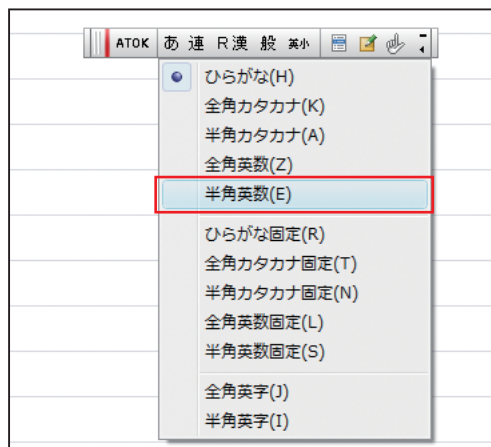 ATOK あ 連 R漢 般 英小
ひらがな(H)
全角カタカナ(K)
半角カタカナ(A)
全角英数(Z)
半角英数(E)
ひらがな固定(R)
全角カタカナ固定(T)
半角カタカナ固定(N)
全角英数固定(L)
半角英数固定(S)
全角英字(J)
半角英字(I)